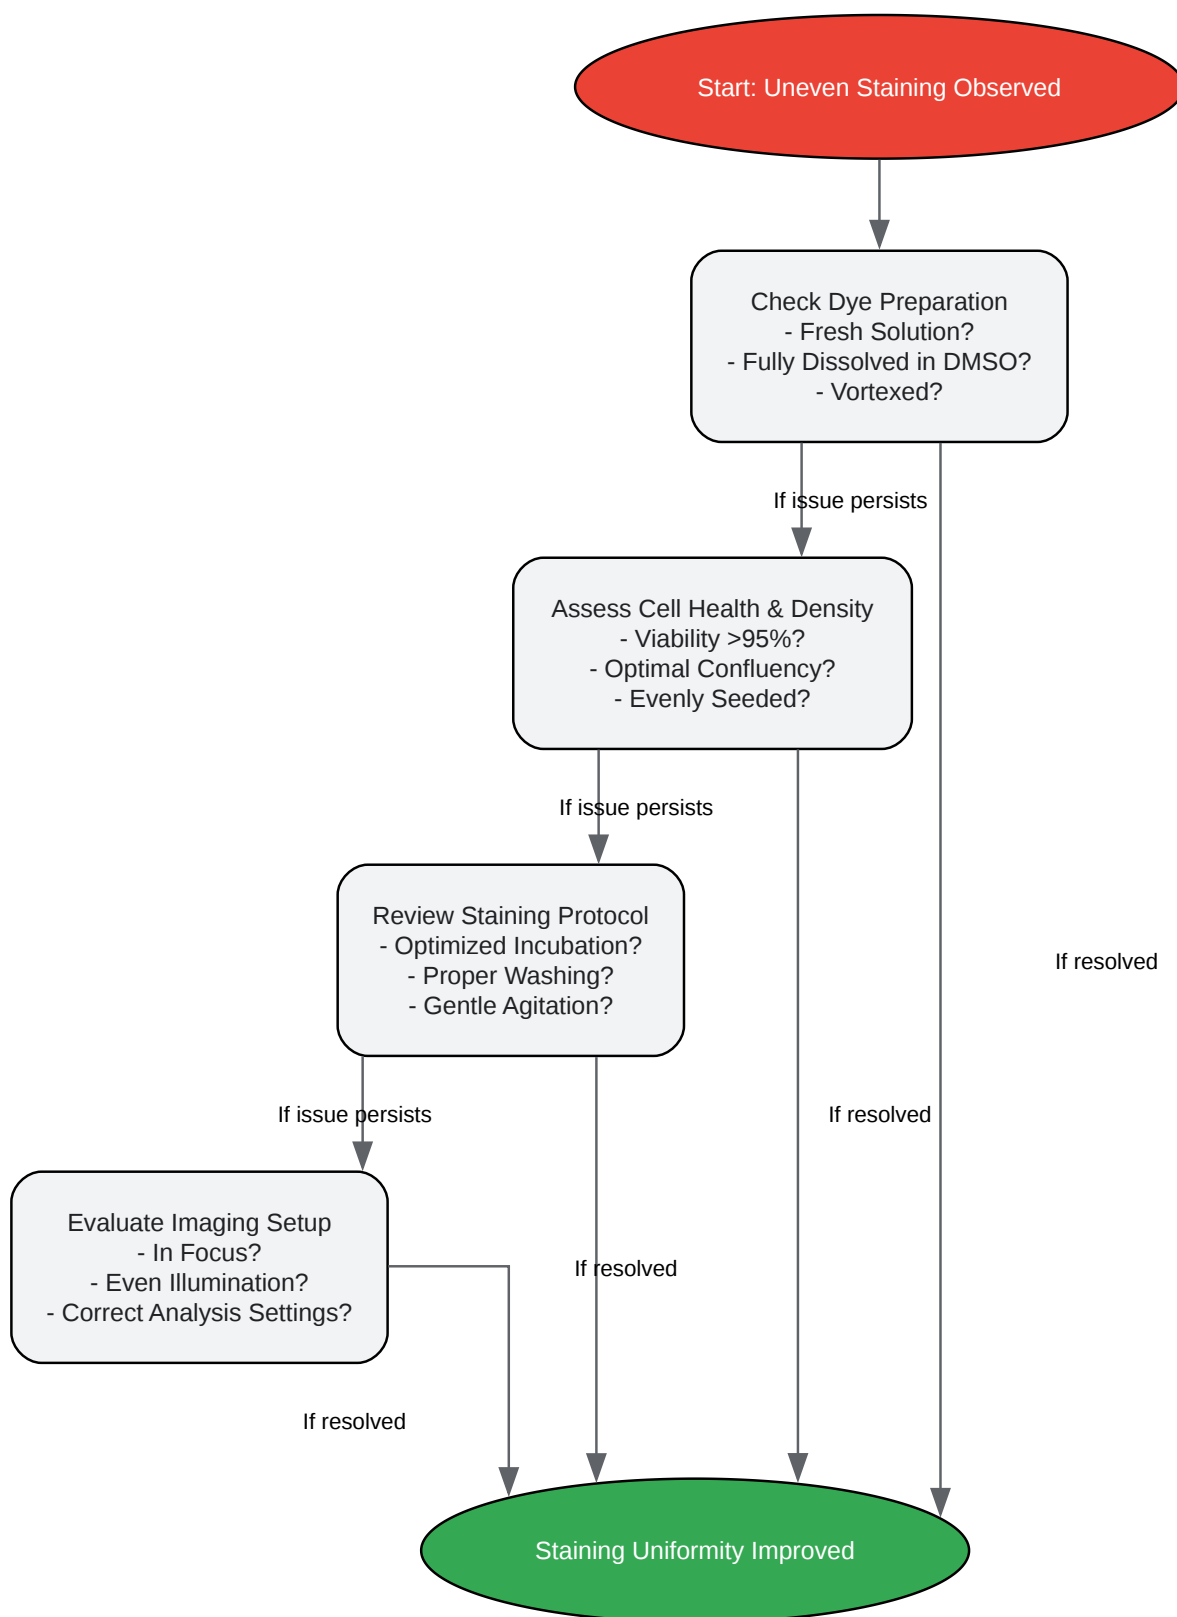 Start: Uneven Staining Observed
Check Dye Preparation
- Fresh Solution?
- Fully Dissolved in DMSO?
- Vortexed?
If issue persists
Assess Cell Health & Density
- Viability >95%?
- Optimal Confluency?
- Evenly Seeded?
If issue persists
Review Staining Protocol
- Optimized Incubation?
- Proper Washing?
- Gentle Agitation?
If resolved
If issue persists
If resolved
Evaluate Imaging Setup
- In Focus?
- Even Illumination?
- Correct Analysis Settings?
If resolved
If resolved
Staining Uniformity Improved